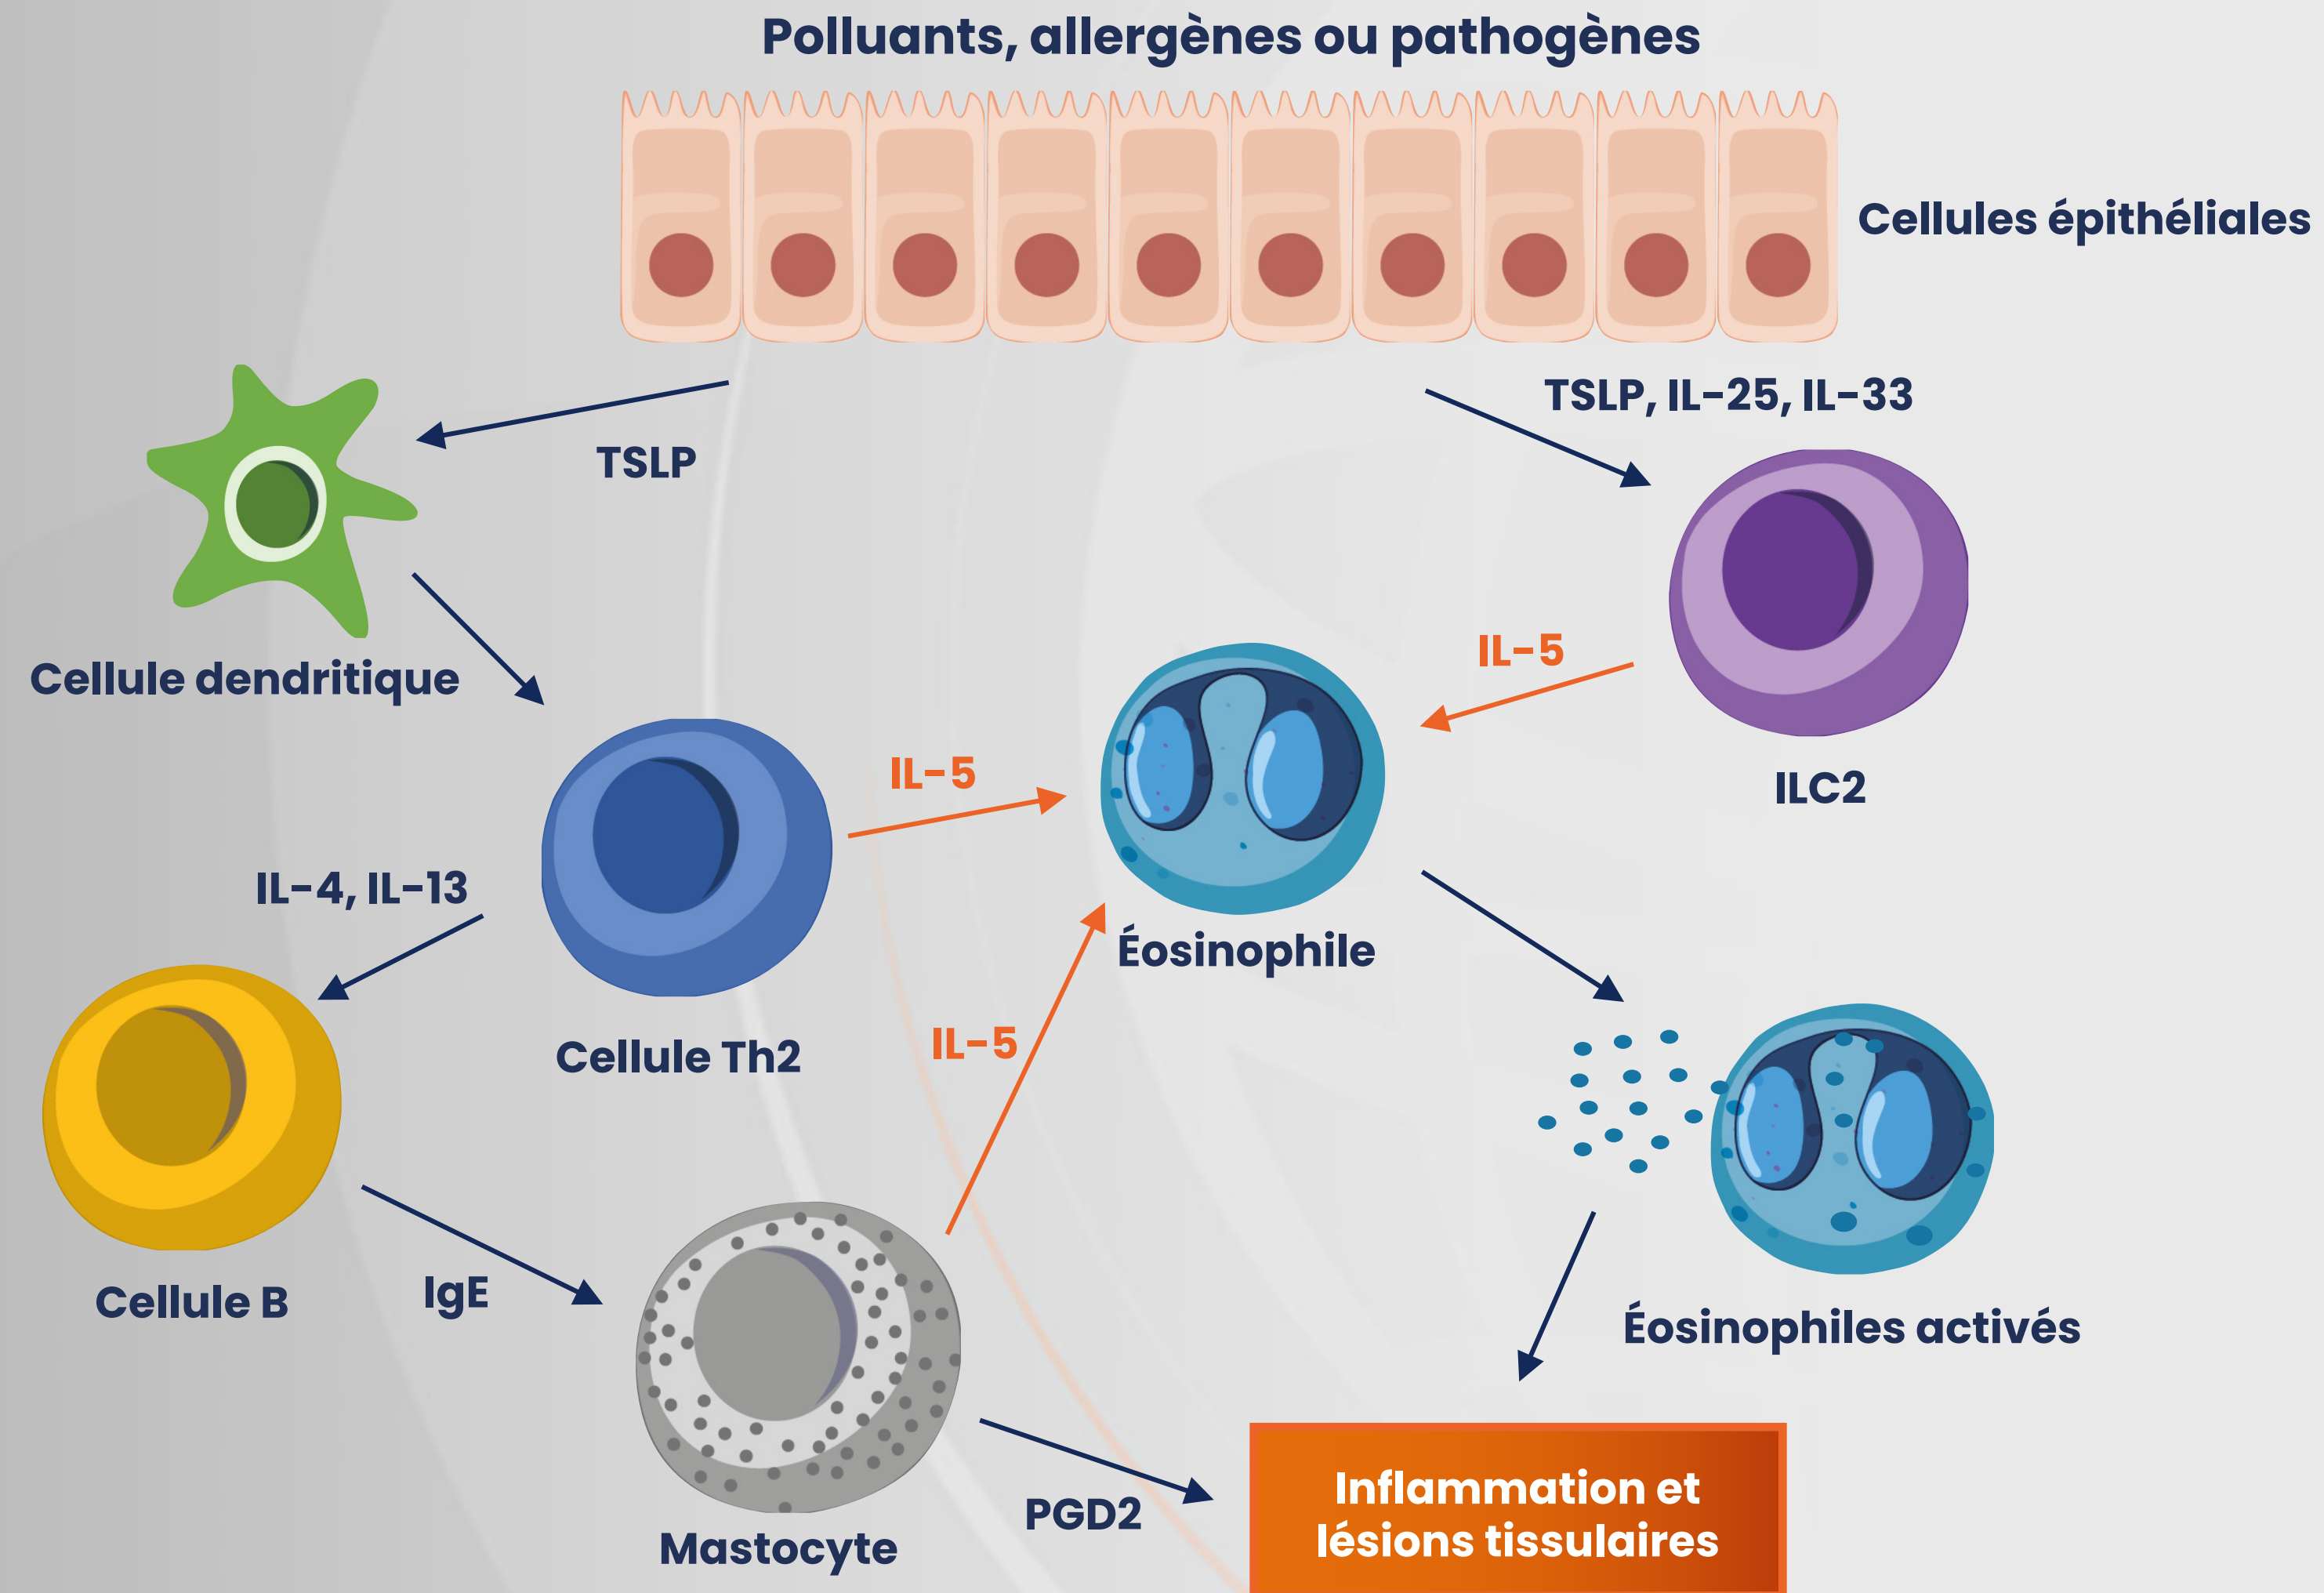 Polluants, allergènes ou pathogènes
Cellules épithéliales
TSLP
TSLP, IL-25, IL-33
Cellule dendritique
IL-5
ILC2
IL-5
IL-4, IL-13
Éosinophile
Cellule Th2
IL-5
Cellule B
IgE
Éosinophiles activés
PGD2
Mastocyte
Inflammation et
lésions tissulaires